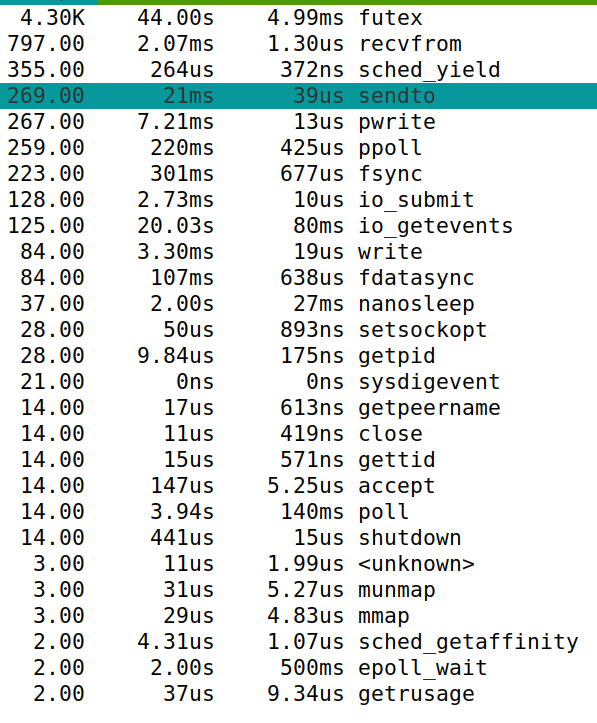 4.30K 44.00s 4.99ms futex
797.00 2.07ms 1.30us recvfrom
355.00 264us 372ns sched_yield
269.00 21ms 39us sendto
267.00 7.21ms 13us pwrite
259.00 220ms 425us ppoll
223.00 301ms 677us fsync
128.00 2.73ms 10us io_submit
125.00 20.03s 80ms io_getevents
84.00 3.30ms 19us write
84.00 107ms 638us fdatasync
37.00 2.00s 27ms nanosleep
28.00 50us 893ns setsockopt
28.00 9.84us 175ns getpid
21.00 0ns 0ns sysdigevent
14.00 17us 613ns getpeername
14.00 11us 419ns close
14.00 15us 571ns gettid
14.00 147us 5.25us accept
14.00 3.94s 140ms poll
14.00 441us 15us shutdown
3.00 11us 1.99us <unknown>
3.00 31us 5.27us munmap
3.00 29us 4.83us mmap
2.00 4.31us 1.07us sched_getaffinity
2.00 2.00s 500ms epoll_wait
2.00 37us 9.34us getrusage